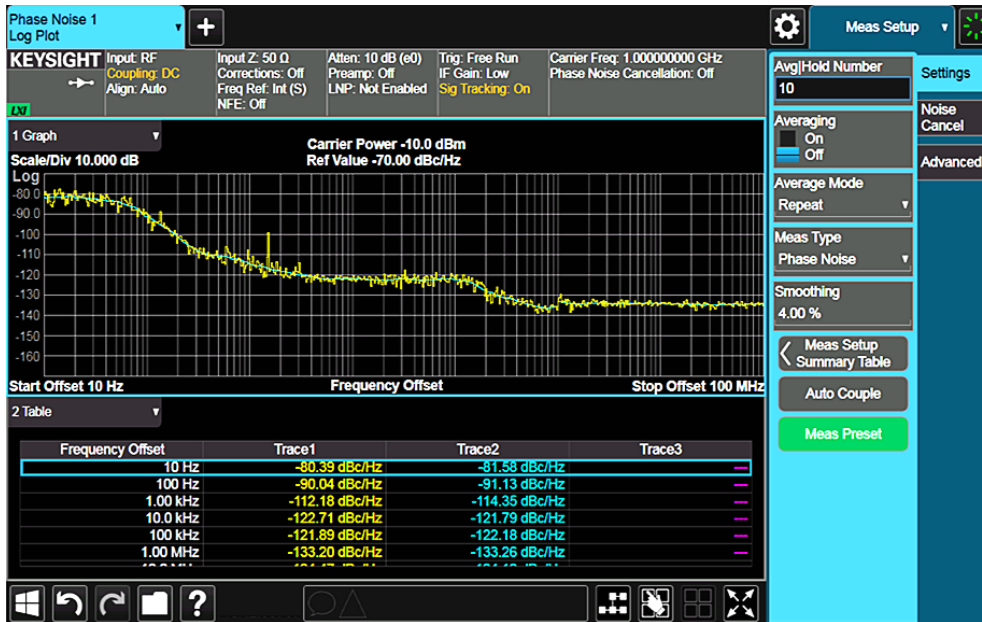 Phase Noise 1
Log Plot
Meas Setup
KEYSIGHT
LXI
Input: RF
Coupling: DC
Align: Auto
Input Z: 50 Ω
Corrections: Off
Freq Ref: Int (S)
NFE: Off
Atten: 10 dB (e0)
Preamp: Off
LNP: Not Enabled
Trig: Free Run
IF Gain: Low
Sig Tracking: On
Carrier Freq: 1.000000000 GHz
Phase Noise Cancellation: Off
1 Graph
Scale/Div 10.000 dB
Carrier Power -10.0 dBm
Ref Value -70.00 dBc/Hz
Log
-80.0
-90.0
-100
-110
-120
-130
-140
-150
-160
Start Offset 10 Hz
Frequency Offset
Stop Offset 100 MHz
2 Table
Frequency Offset Trace1 Trace2 Trace3
10 Hz -80.39 dBc/Hz -81.58 dBc/Hz —
100 Hz -90.04 dBc/Hz -91.13 dBc/Hz —
1.00 kHz -112.18 dBc/Hz -114.35 dBc/Hz —
10.0 kHz -122.71 dBc/Hz -121.79 dBc/Hz —
100 kHz -121.89 dBc/Hz -122.18 dBc/Hz —
1.00 MHz -133.20 dBc/Hz -133.26 dBc/Hz —
Avg|Hold Number
10
Averaging
On
Off
Average Mode
Repeat
Meas Type
Phase Noise
Smoothing
4.00 %
Meas Setup
Summary Table
Auto Couple
Meas Preset
Settings
Noise
Cancel
Advanced
?